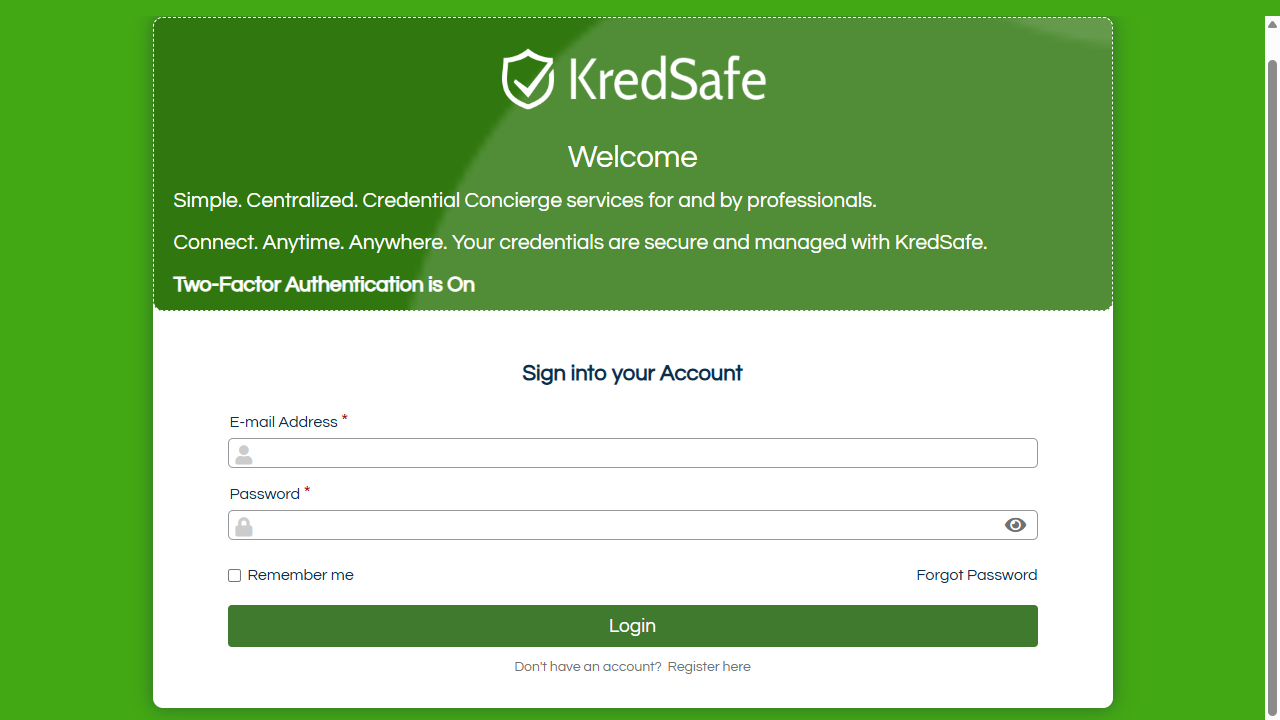 KredSafe
Welcome
Simple. Centralized. Credential Concierge services for and by professionals.
Connect. Anytime. Anywhere. Your credentials are secure and managed with KredSafe.
Two-Factor Authentication is On
Sign into your Account
E-mail Address *
Password *
Remember me
Forgot Password
Login
Don't have an account? Register here